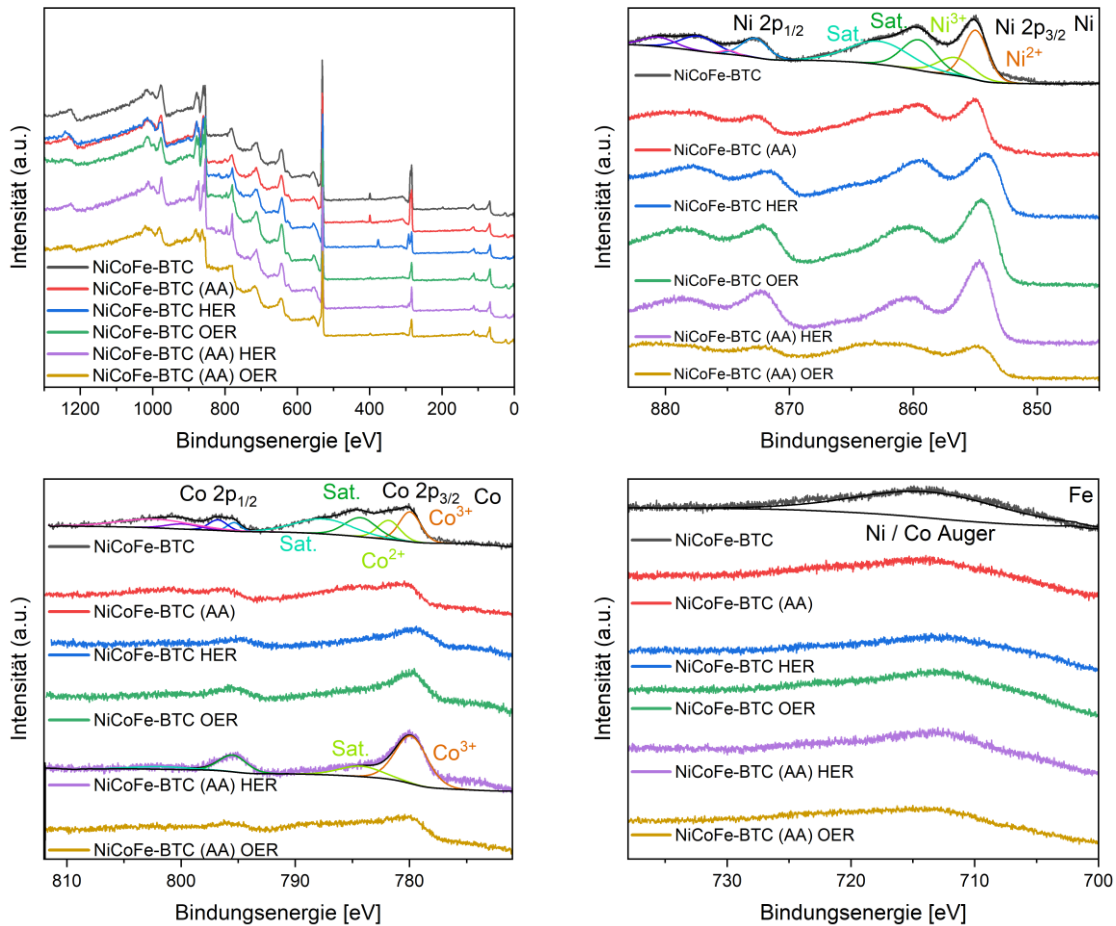 Intensität (a.u.)
NiCoFe-BTC
NiCoFe-BTC (AA)
NiCoFe-BTC HER
NiCoFe-BTC OER
NiCoFe-BTC (AA) HER
NiCoFe-BTC (AA) OER
1200 1000 800 600 400 200 0
Bindungsenergie [eV]
Intensität (a.u.)
Ni 2p1/2 Sat. Sat. Ni3+ Ni 2p3/2 Ni
Ni2+
NiCoFe-BTC
NiCoFe-BTC (AA)
NiCoFe-BTC HER
NiCoFe-BTC OER
NiCoFe-BTC (AA) HER
NiCoFe-BTC (AA) OER
880 870 860 850
Bindungsenergie [eV]
Intensität (a.u.)
Co 2p1/2 Sat. Co 2p3/2 Co
Co3+
Sat.
Co2+
NiCoFe-BTC
NiCoFe-BTC (AA)
NiCoFe-BTC HER
NiCoFe-BTC OER
Sat. Co3+
NiCoFe-BTC (AA) HER
NiCoFe-BTC (AA) OER
810 800 790 780
Bindungsenergie [eV]
Intensität (a.u.)
Fe
Ni / Co Auger
NiCoFe-BTC
NiCoFe-BTC (AA)
NiCoFe-BTC HER
NiCoFe-BTC OER
NiCoFe-BTC (AA) HER
NiCoFe-BTC (AA) OER
730 720 710 700
Bindungsenergie [eV]